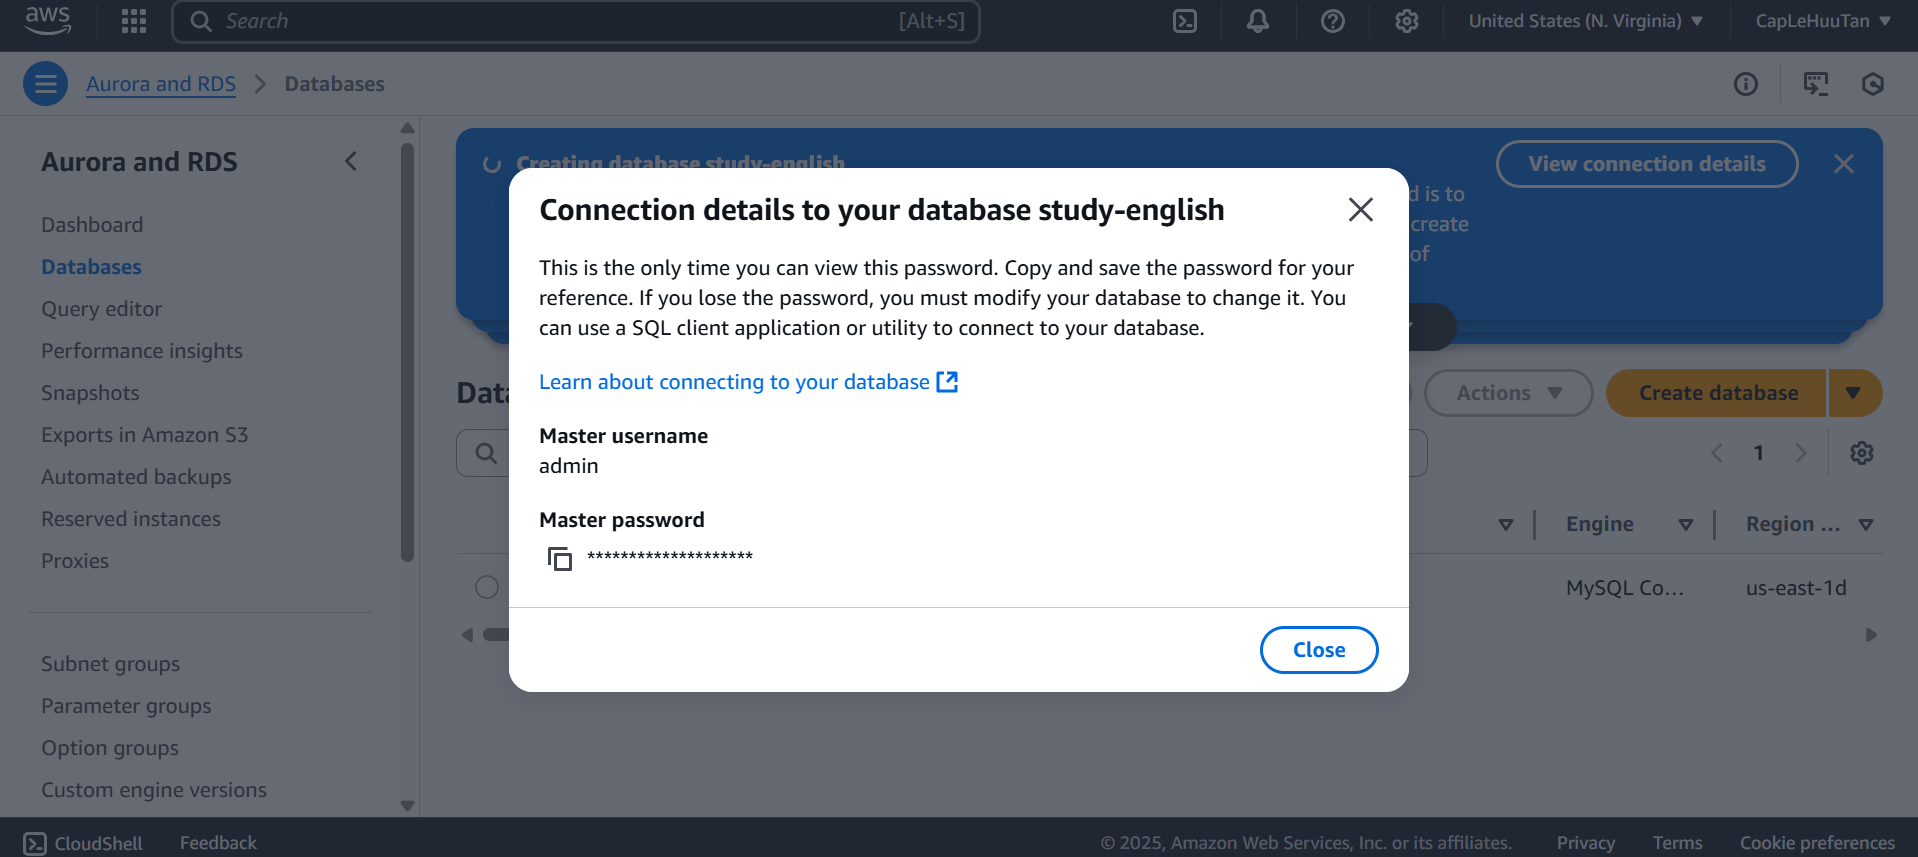 aws
Search
[Alt+S]
United States (N. Virginia)
CapLeHuuTan
Aurora and RDS
Databases
Aurora and RDS
Dashboard
Databases
Query editor
Performance insights
Snapshots
Exports in Amazon S3
Automated backups
Reserved instances
Proxies
Subnet groups
Parameter groups
Option groups
Custom engine versions
Creating database study-english
View connection details
d is to
create
of
Connection details to your database study-english
This is the only time you can view this password. Copy and save the password for your
reference. If you lose the password, you must modify your database to change it. You
can use a SQL client application or utility to connect to your database.
Learn about connecting to your database
Master username
admin
Master password
********************
Close
Data
Actions
Create database
1
Engine
Region ...
MySQL Co...
us-east-1d
CloudShell
Feedback
© 2025, Amazon Web Services, Inc. or its affiliates.
Privacy
Terms
Cookie preferences